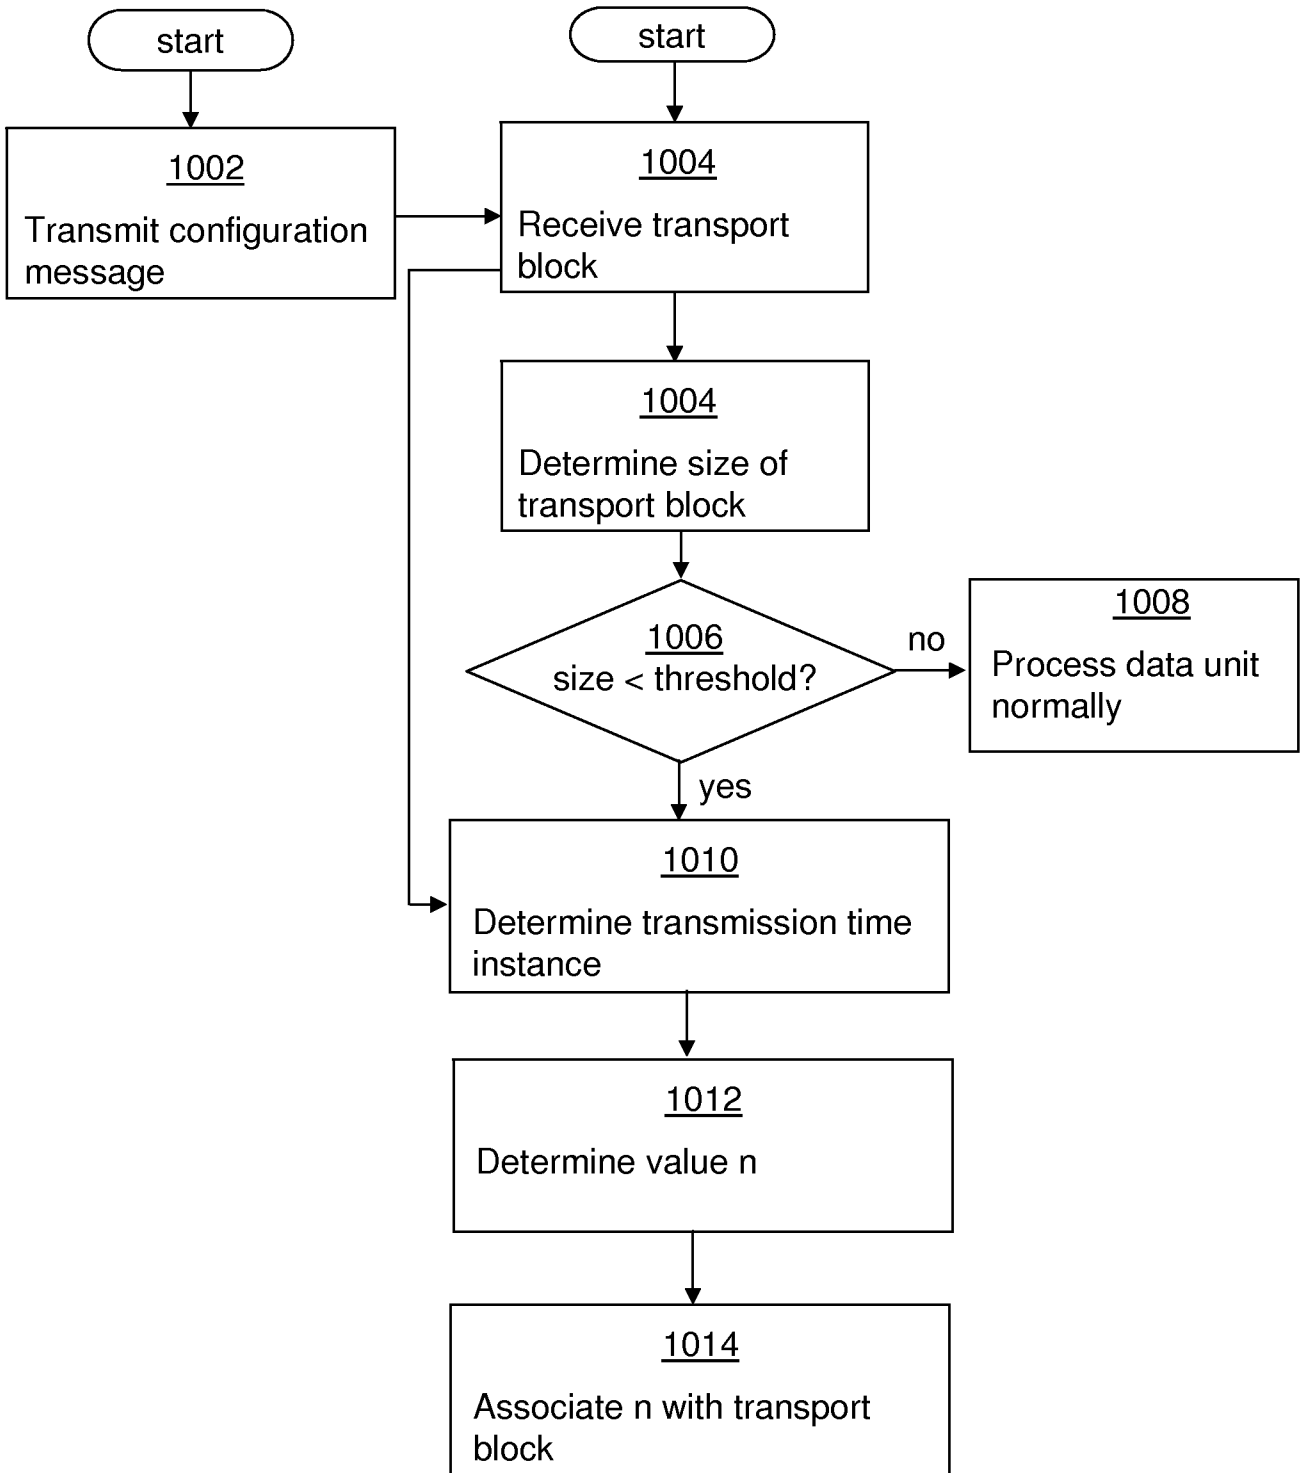 start
start
1002
Transmit configuration
message
1004
Receive transport
block
1004
Determine size of
transport block
1006
size < threshold?
no
1008
Process data unit
normally
yes
1010
Determine transmission time
instance
1012
Determine value n
1014
Associate n with transport
block